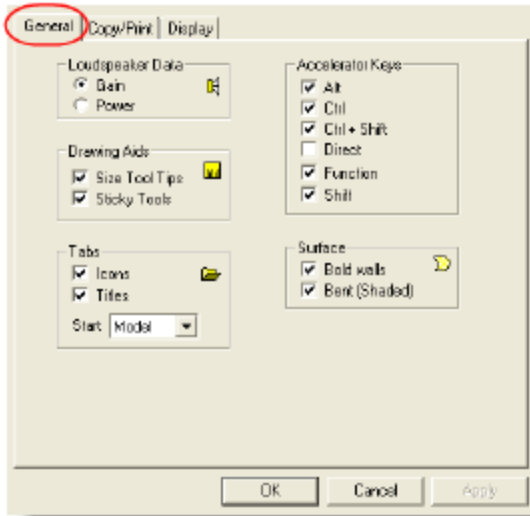 General Copy/Print Display
Loudspeaker Data
Gain
Power
Drawing Aids
Size Tool Tips
Sticky Tools
Tabs
Icons
Titles
Start Model
Accelerator Keys
Alt
Ctrl
Ctrl + Shift
Direct
Function
Shift
Surface
Bold walls
Bent (Shaded)
OK Cancel Apply